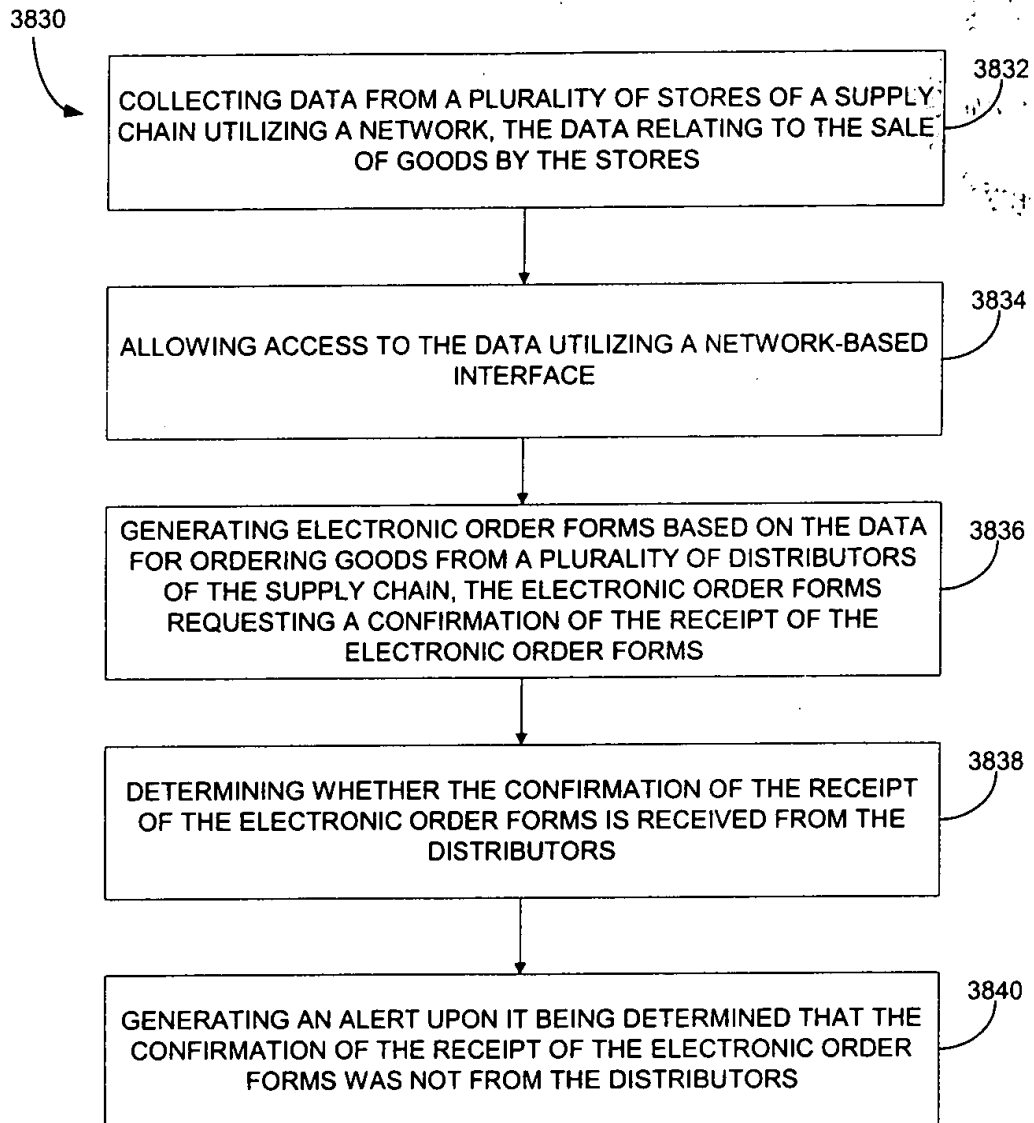 3830
3832
COLLECTING DATA FROM A PLURALITY OF STORES OF A SUPPLY
CHAIN UTILIZING A NETWORK, THE DATA RELATING TO THE SALE
OF GOODS BY THE STORES
3834
ALLOWING ACCESS TO THE DATA UTILIZING A NETWORK-BASED
INTERFACE
3836
GENERATING ELECTRONIC ORDER FORMS BASED ON THE DATA
FOR ORDERING GOODS FROM A PLURALITY OF DISTRIBUTORS
OF THE SUPPLY CHAIN, THE ELECTRONIC ORDER FORMS
REQUESTING A CONFIRMATION OF THE RECEIPT OF THE
ELECTRONIC ORDER FORMS
3838
DETERMINING WHETHER THE CONFIRMATION OF THE RECEIPT
OF THE ELECTRONIC ORDER FORMS IS RECEIVED FROM THE
DISTRIBUTORS
3840
GENERATING AN ALERT UPON IT BEING DETERMINED THAT THE
CONFIRMATION OF THE RECEIPT OF THE ELECTRONIC ORDER
FORMS WAS NOT FROM THE DISTRIBUTORS